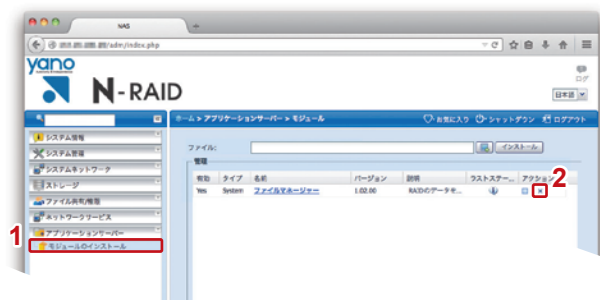 NAS
/adm/index.php
yano
N-RAID
ログ
日本語
ホーム > アプリケーションサーバー > モジュール
お気に入り シャットダウン ログアウト
システム情報
システム管理
システムネットワーク
ストレージ
ファイル共有/権限
ネットワークサービス
アプリケーションサーバー
1
モジュールのインストール
ファイル:
インストール
管理
有効 タイプ 名前 バージョン 説明 ラストステー... アクション
2
Yes System ファイルマネージャー 1.02.00 RAIDのデータモ...